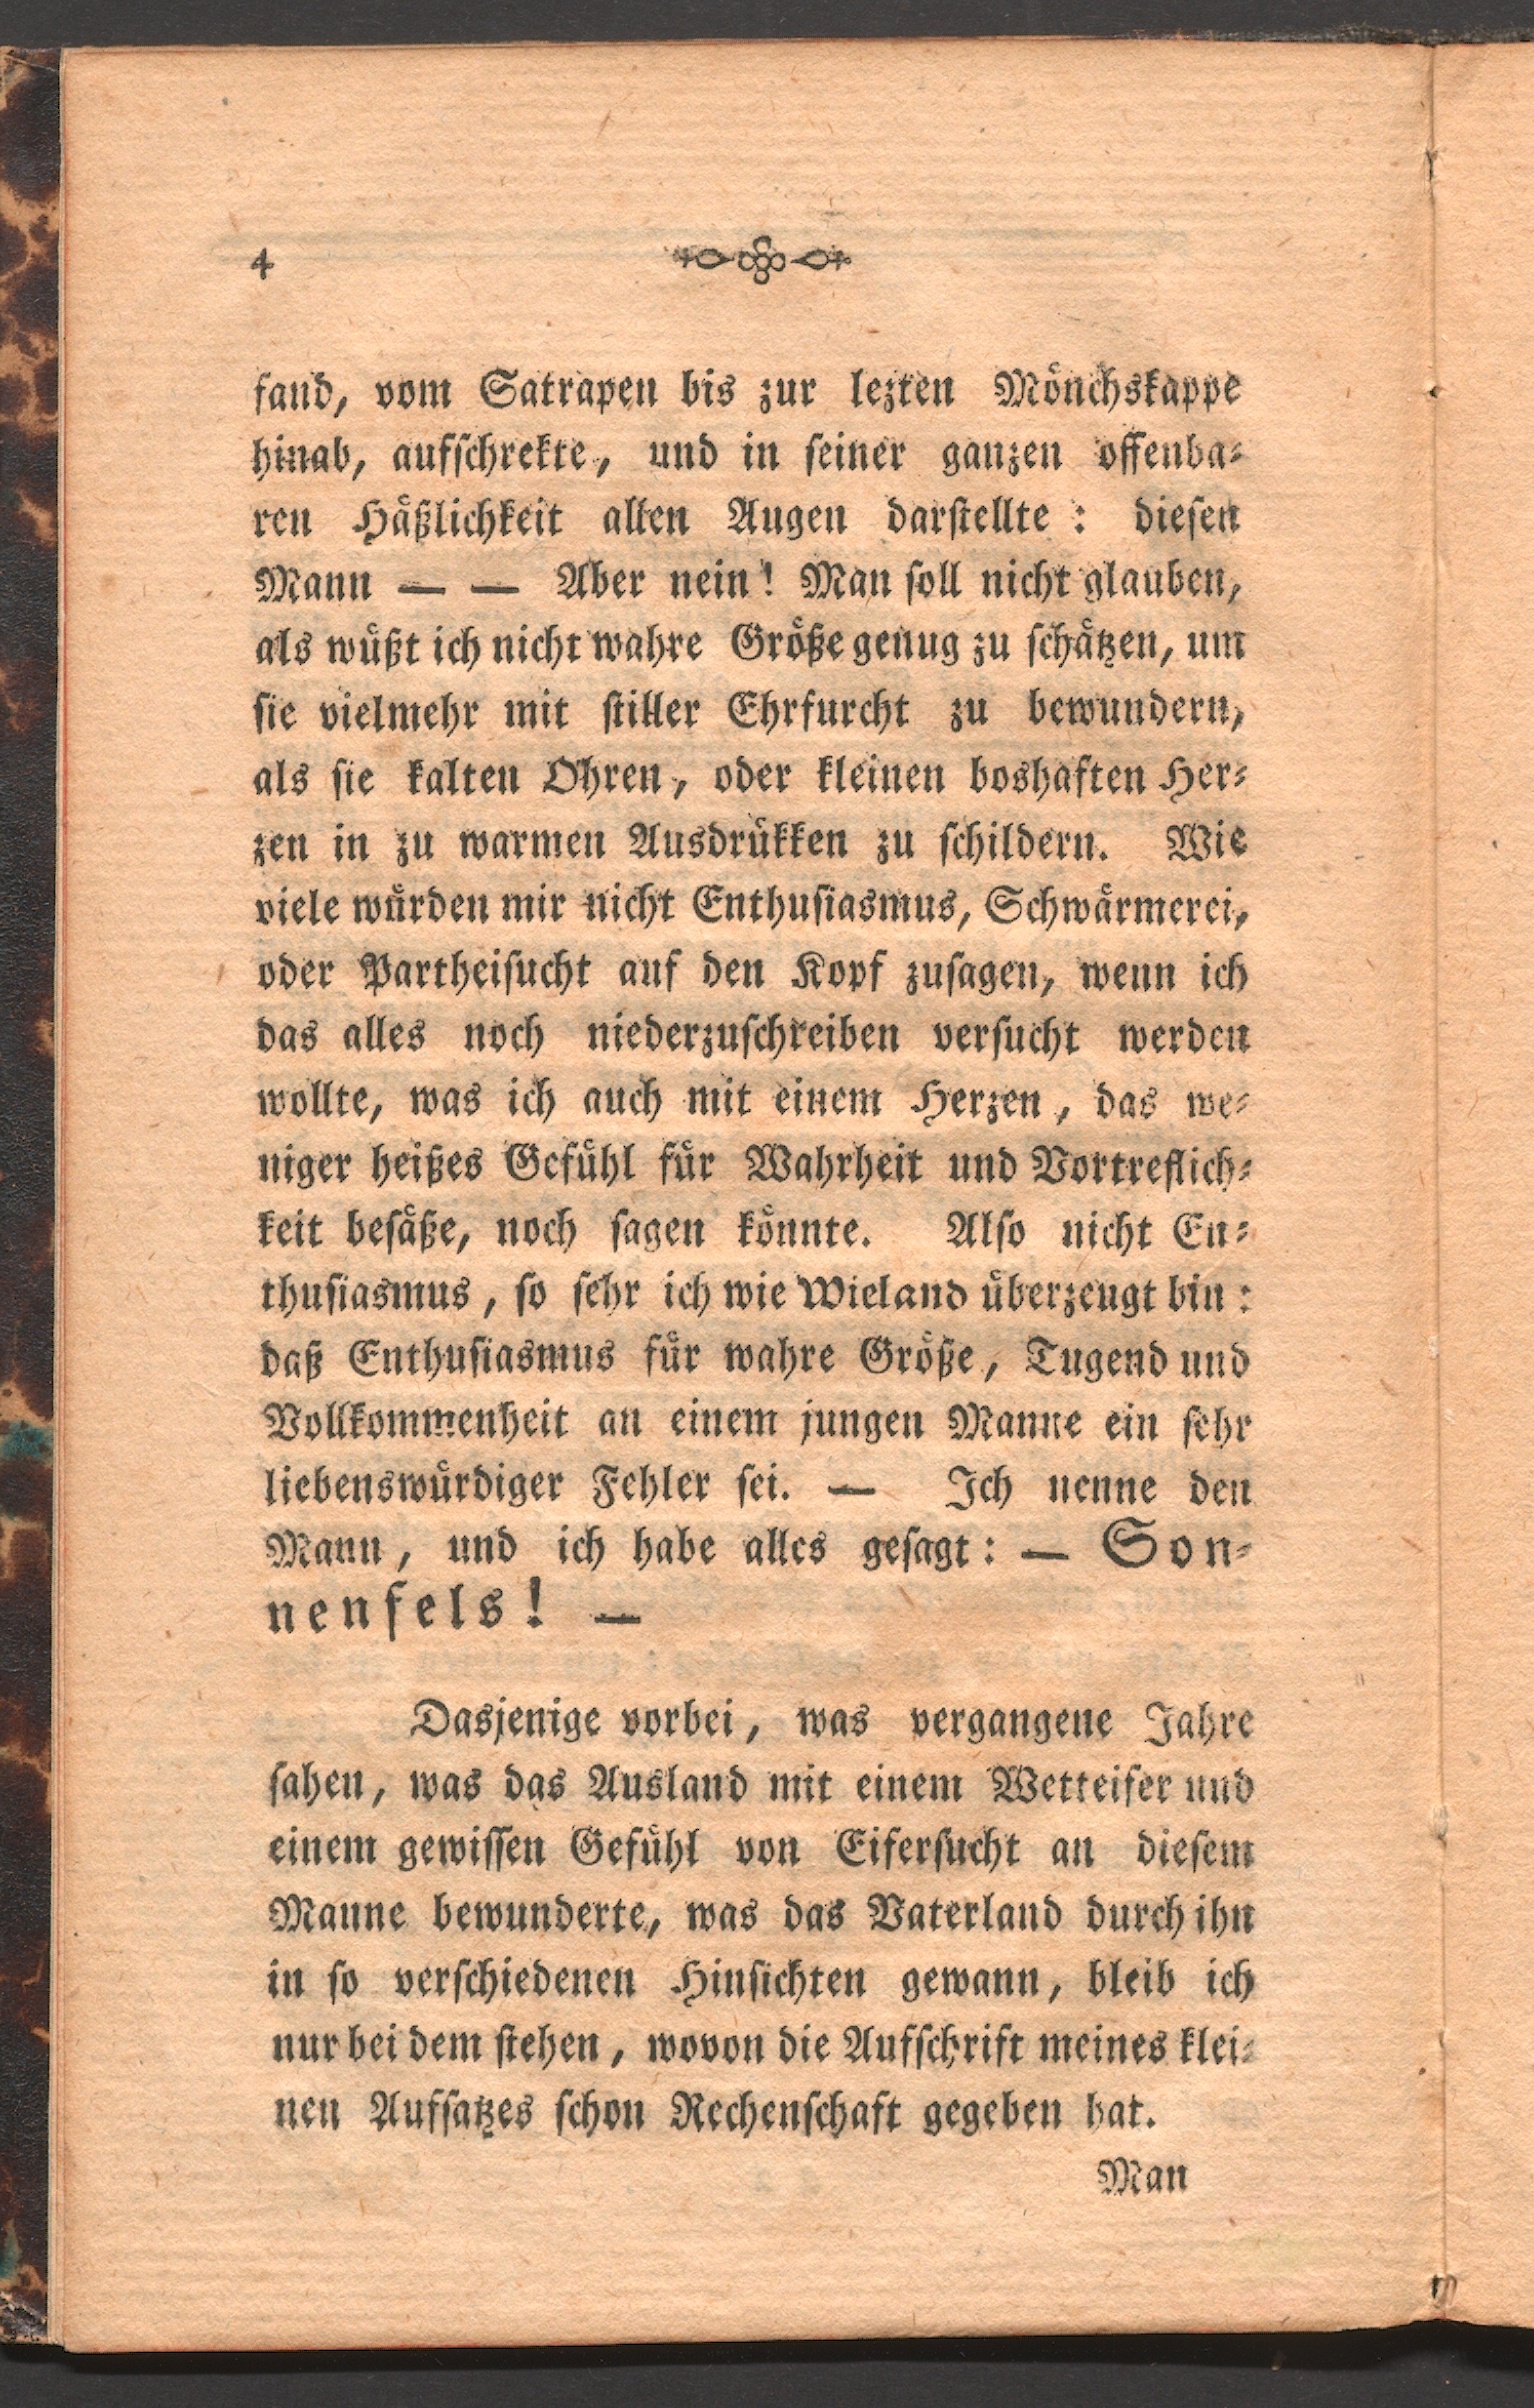 4
fand, vom Satrapen bis zur lezten Mönchskappe
hinab, aufschrekte, und in seiner ganzen offenba-
ren Häßlichkeit allen Augen darstellte: diesen
Mann — — Aber nein! Man soll nicht glauben,
als wüßt ich nicht wahre Größe genug zu schätzen, um
sie vielmehr mit stiller Ehrfurcht zu bewundern,
als sie kalten Ohren, oder kleinen boshaften Her-
zen in zu warmen Ausdrükken zu schildern. Wie
viele würden mir nicht Enthusiasmus, Schwärmerei,
oder Partheisucht auf den Kopf zusagen, wenn ich
das alles noch niederzuschreiben versucht werden
wollte, was ich auch mit einem Herzen, das we-
niger heißes Gefühl für Wahrheit und Vortreflich-
keit besäße, noch sagen könnte. Also nicht En-
thusiasmus, so sehr ich wie Wieland überzeugt bin:
daß Enthusiasmus für wahre Größe, Tugend und
Vollkommenheit an einem jungen Manne ein sehr
liebenswürdiger Fehler sei. — Ich nenne den
Mann, und ich habe alles gesagt: — Son-
nenfels! —
Dasjenige vorbei, was vergangene Jahre
sahen, was das Ausland mit einem Wetteifer und
einem gewissen Gefühl von Eifersucht an diesem
Manne bewunderte, was das Vaterland durch ihn
in so verschiedenen Hinsichten gewann, bleib ich
nur bei dem stehen, wovon die Aufschrift meines klei-
nen Aufsatzes schon Rechenschaft gegeben hat.
Man